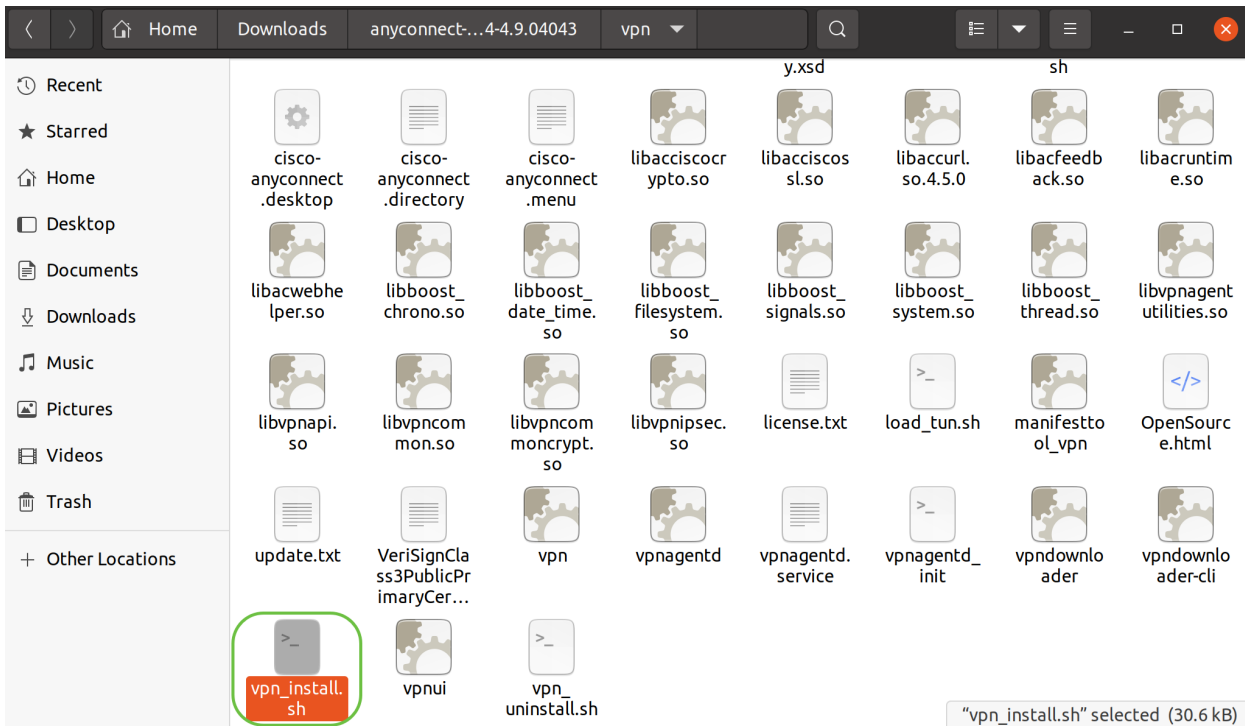 Home
Downloads
anyconnect-...4-4.9.04043
vpn
Recent
Starred
Home
Desktop
Documents
Downloads
Music
Pictures
Videos
Trash
+ Other Locations
y.xsd
sh
cisco-
anyconnect
.desktop
cisco-
anyconnect
.directory
cisco-
anyconnect
.menu
libacciscocr
ypto.so
libacciscos
sl.so
libaccurl.
so.4.5.0
libacfeedb
ack.so
libacruntim
e.so
libacwebhe
lper.so
libboost_
chrono.so
libboost_
date_time.
so
libboost_
filesystem.
so
libboost_
signals.so
libboost_
system.so
libboost_
thread.so
libvpnagent
utilities.so
libvpnapi.
so
libvpncom
mon.so
libvpncom
moncrypt.
so
libvpnipsec.
so
license.txt
>_
load_tun.sh
manifestto
ol_vpn
</>
OpenSourc
e.html
update.txt
VeriSignCla
ss3PublicPr
imaryCer...
vpn
vpnagentd
vpnagentd.
service
>_
vpnagentd_
init
vpndownlo
ader
vpndownlo
ader-cli
>_
vpn_install.
sh
vpnui
>_
vpn_
uninstall.sh
"vpn_install.sh" selected (30.6 kB)